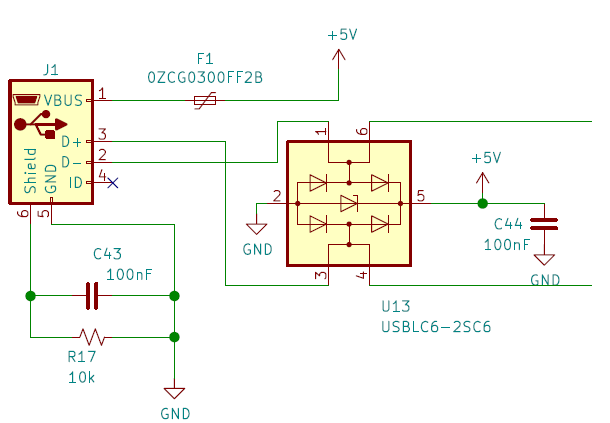 +5V
J1
F1
0ZCG0300FF2B
VBUS
1
D+
3
D-
2
ID
4
Shield
GND
6
5
1
6
2
5
3
4
GND
+5V
C44
100nF
GND
C43
100nF
U13
USBLC6-2SC6
R17
10k
GND